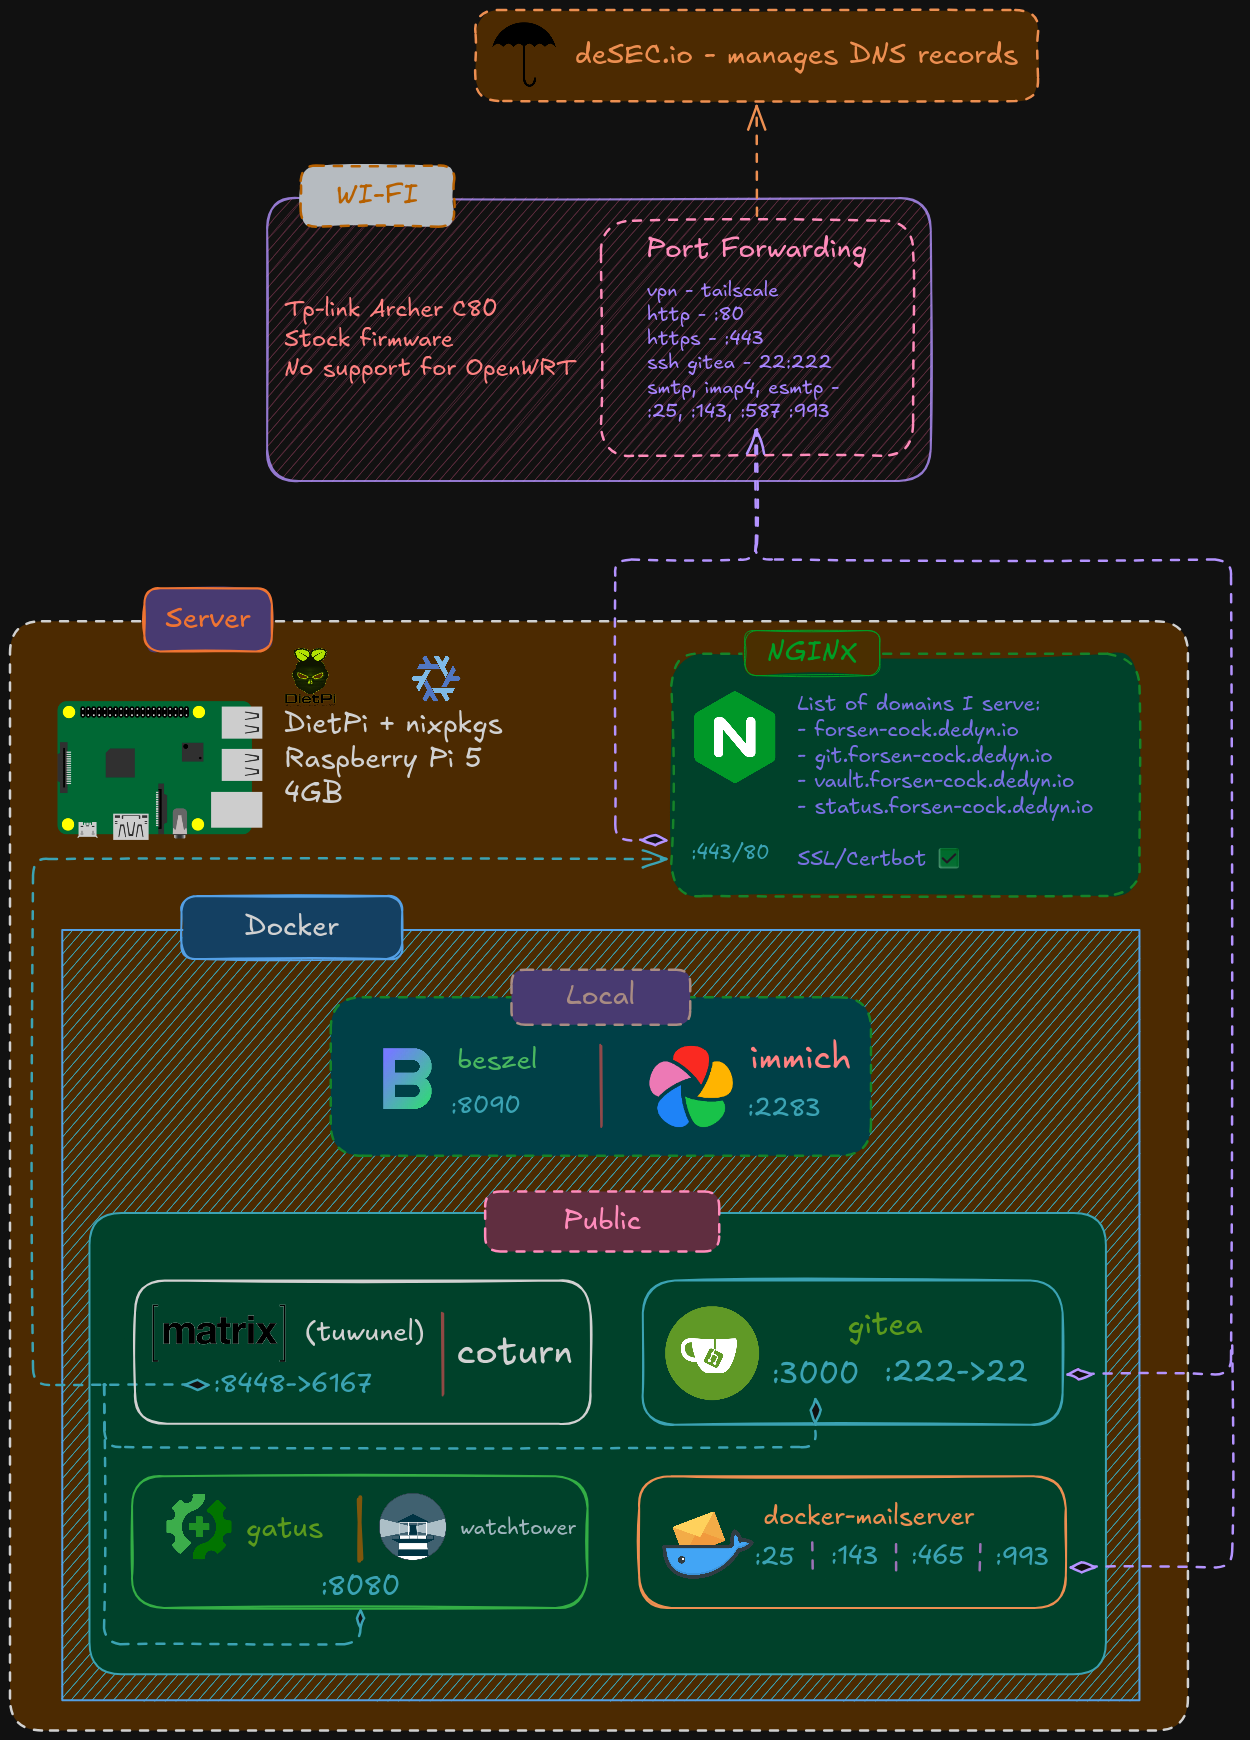 deSEC.io - manages DNS records
WI-FI
Port Forwarding
vpn - tailscale
http - :80
https - :443
ssh gitea - 22:222
smtp, imap4, esmtp -
:25, :143, :587 :993
Tp-link Archer C80
Stock firmware
No support for OpenWRT
Server
DietPi
DietPi + nixpkgs
Raspberry Pi 5
4GB
NGINX
N
List of domains I serve:
- forsen-cock.dedyn.io
- git.forsen-cock.dedyn.io
- vault.forsen-cock.dedyn.io
- status.forsen-cock.dedyn.io
:443/80
SSL/Certbot ✅
Docker
Local
B
beszel
:8090
immich
:2283
Public
[matrix]
(tuwunel)
coturn
:8448->6167
gitea
:3000
:222->22
gatus
watchtower
:8080
docker-mailserver
:25 ¦ :143 ¦ :465 ¦ :993